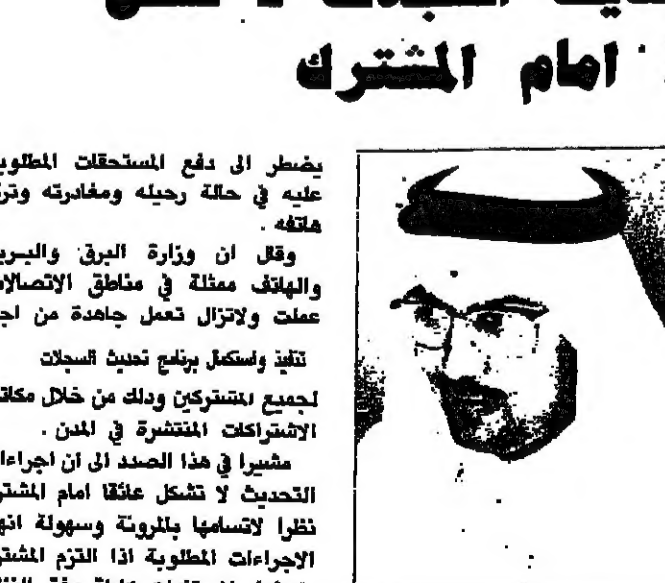 امام المشترك
يضطر الى دفع المستحقات المطلوبة
عليه في حالة رحيله ومغادرته وترك
هاتفه .
وقال ان وزارة البرق والبريد
والهاتف ممثلة في مناطق الاتصالات
عملت ولاتزال تعمل جاهدة من اجل
تنفيذ واستكمال برنامج تحديث السجلات
لجميع المشتركين وذلك من خلال مكاتب
الاشتراكات المنتشرة في المدن .
مشيرا في هذا الصدد الى أن اجراءات
التحديث لا تشكل عائقا امام المشترك
نظرا لاتسامها بالمرونة وسهولة انهاء
الاجراءات المطلوبة اذا التزم المشترك